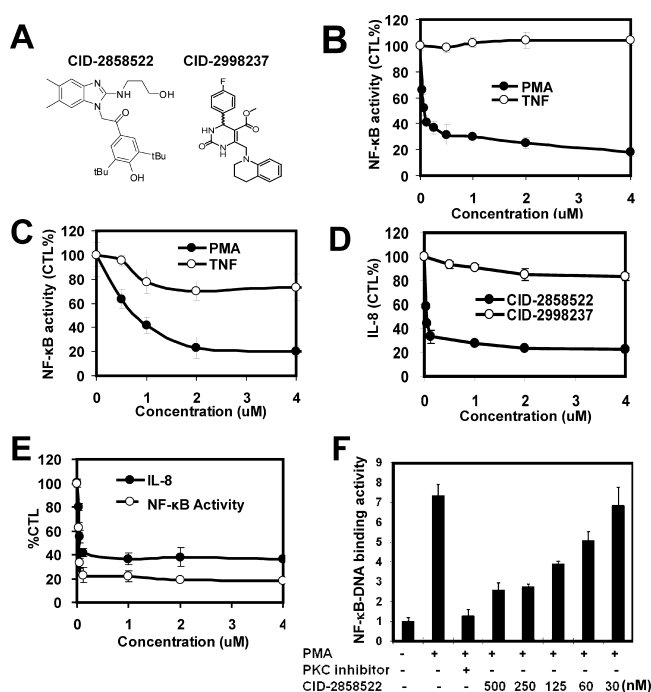 A
CID-2858522 CID-2998237
N
N
NH
OH
O
tBu
tBu
OH
F
O
O
HN
O
N
H
N
B
NF-κB activity (CTL%)
120
100
80
60
40
20
0
PMA
TNF
0 1 2 3 4
Concentration (uM)
C
NF-κB activity (CTL%)
120
100
80
60
40
20
0
PMA
TNF
0 1 2 3 4
Concentration (uM)
D
IL-8 (CTL%)
120
100
80
60
40
20
0
CID-2858522
CID-2998237
0 1 2 3 4
Concentration (uM)
E
%CTL
120
100
80
60
40
20
0
IL-8
NF-κB Activity
0 1 2 3 4
Concentration (uM)
F
NF-κB-DNA binding activity
9
8
7
6
5
4
3
2
1
0
PMA - + + + + + + +
PKC inhibitor - - + - - - - -
CID-2858522 - - - 500 250 125 60 30 (nM)